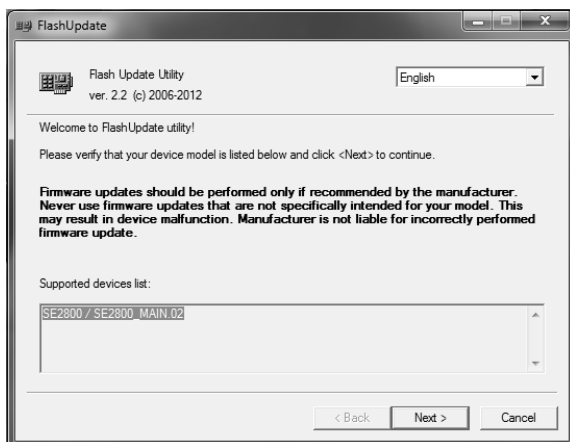 FlashUpdate
Flash Update Utility
English
ver. 2.2 (c) 2006-2012
Welcome to FlashUpdate utility!
Please verify that your device model is listed below and click <Next> to continue.
Firmware updates should be performed only if recommended by the manufacturer.
Never use firmware updates that are not specifically intended for your model. This
may result in device malfunction. Manufacturer is not liable for incorrectly performed
firmware update.
Supported devices list:
SE2800 / SE2800_MAIN.02
< Back
Next >
Cancel